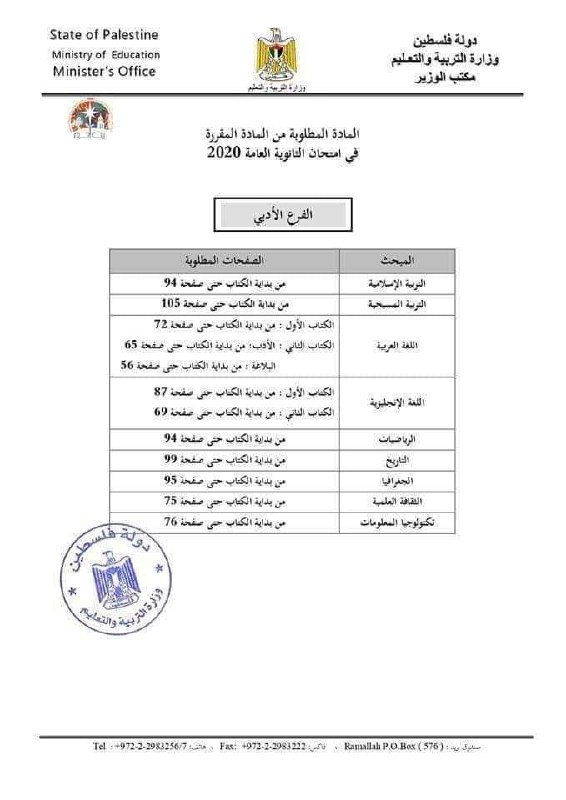 State of Palestine
Ministry of Education
Minister's Office
دولة فلسطين
وزارة التربية والتعليم
مكتب الوزير
وزارة التربية والتعليم
المادة المطلوبة من المادة المقررة
في امتحان الثانوية العامة 2020
الفرع الأدبي
المبحث الصفحات المطلوبة
التربية الإسلامية من بداية الكتاب حتى صفحة 94
التربية المسيحية من بداية الكتاب حتى صفحة 105
اللغة العربية الكتاب الأول : من بداية الكتاب حتى صفحة 72
الكتاب الثاني : الأدب: من بداية الكتاب حتى صفحة 65
البلاغة : من بداية الكتاب حتى صفحة 56
اللغة الإنجليزية الكتاب الأول : من بداية الكتاب حتى صفحة 87
الكتاب الثاني : من بداية الكتاب حتى صفحة 69
الرياضيات من بداية الكتاب حتى صفحة 94
التاريخ من بداية الكتاب حتى صفحة 99
الجغرافيا من بداية الكتاب حتى صفحة 95
الثقافة العلمية من بداية الكتاب حتى صفحة 75
تكنولوجيا المعلومات من بداية الكتاب حتى صفحة 76
دولة فلسطين
وزارة التربية والتعليم
Tel : +972-2-2983256/7 هاتف: ، Fax: +972-2-2983222 فاكس: ، Ramallah P.O.Box ( 576 ) : صندوق بريد